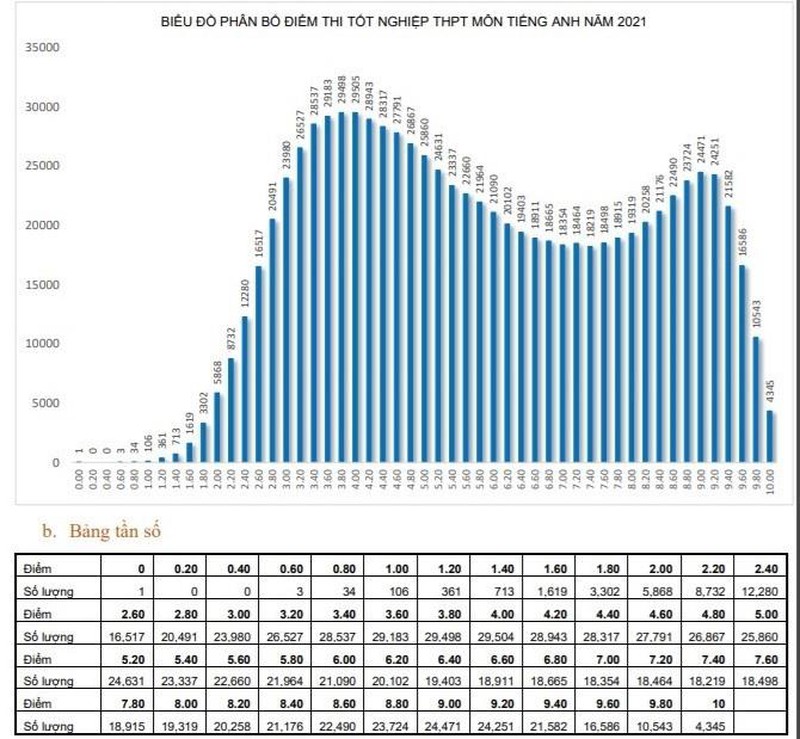 BIỂU ĐỒ PHÂN BỐ ĐIỂM THI TỐT NGHIỆP THPT MÔN TIẾNG ANH NĂM 2021
35000
30000
25000
20000
15000
10000
5000
0
1 0 0 3 34 106 361 713 1619 3302 5868 8732 12280 16517 20491 23980 26527 28537 29183 29498 29505 28943 28317 27791 26867 25860 24631 23337 22660 21964 21090 20102 19403 18911 18665 18354 18464 18219 18498 18915 19319 20258 21176 22490 23724 24471 24251 21582 16586 10543 4345
0.00 0.20 0.40 0.60 0.80 1.00 1.20 1.40 1.60 1.80 2.00 2.20 2.40 2.60 2.80 3.00 3.20 3.40 3.60 3.80 4.00 4.20 4.40 4.60 4.80 5.00 5.20 5.40 5.60 5.80 6.00 6.20 6.40 6.60 6.80 7.00 7.20 7.40 7.60 7.80 8.00 8.20 8.40 8.60 8.80 9.00 9.20 9.40 9.60 9.80 10.00
b. Bảng tần số
Điểm 0 0.20 0.40 0.60 0.80 1.00 1.20 1.40 1.60 1.80 2.00 2.20 2.40
Số lượng 1 0 0 3 34 106 361 713 1,619 3,302 5,868 8,732 12,280
Điểm 2.60 2.80 3.00 3.20 3.40 3.60 3.80 4.00 4.20 4.40 4.60 4.80 5.00
Số lượng 16,517 20,491 23,980 26,527 28,537 29,183 29,498 29,504 28,943 28,317 27,791 26,867 25,860
Điểm 5.20 5.40 5.60 5.80 6.00 6.20 6.40 6.60 6.80 7.00 7.20 7.40 7.60
Số lượng 24,631 23,337 22,660 21,964 21,090 20,102 19,403 18,911 18,665 18,354 18,464 18,219 18,498
Điểm 7.80 8.00 8.20 8.40 8.60 8.80 9.00 9.20 9.40 9.60 9.80 10
Số lượng 18,915 19,319 20,258 21,176 22,490 23,724 24,471 24,251 21,582 16,586 10,543 4,345